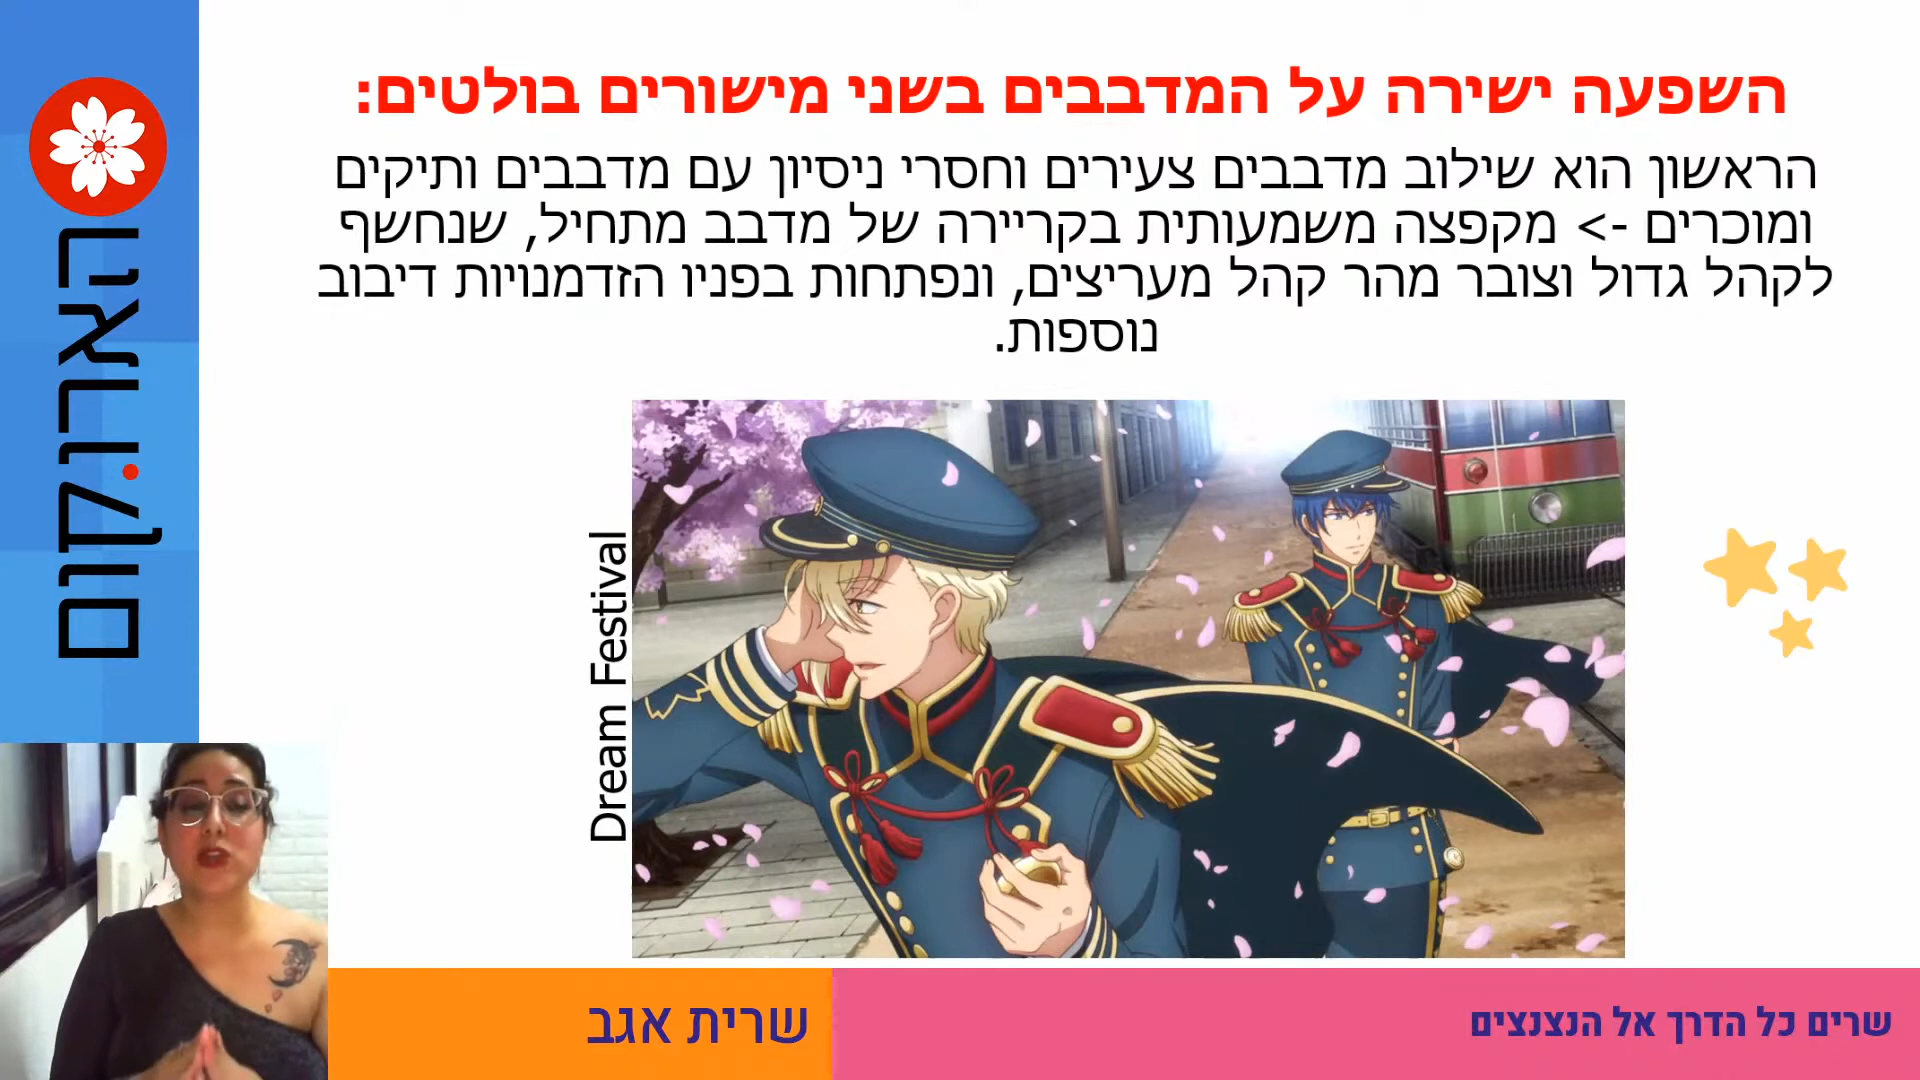 השפעה ישירה על המדבבים בשני מישורים בולטים:
הראשון הוא שילוב מדבבים צעירים וחסרי ניסיון עם מדבבים ותיקים
ומוכרים -> מקפצה משמעותית בקריירה של מדבב מתחיל, שנחשף
לקהל גדול וצובר מהר קהל מעריצים, ונפתחות בפניו הזדמנויות דיבוב
נוספות.
הארו.קום
Dream Festival
שרית אגב
שרים כל הדרך אל הנצנצים